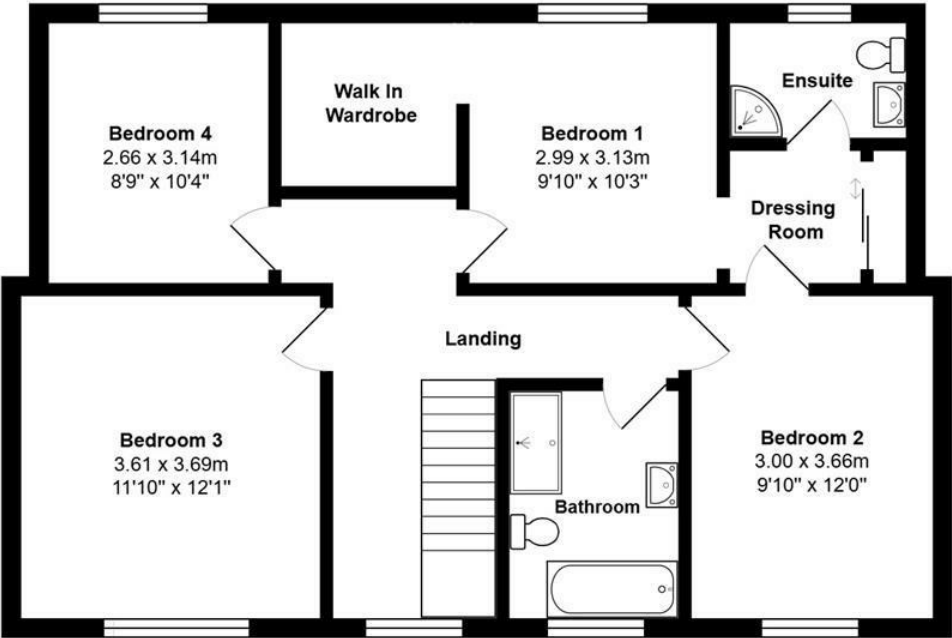 Bedroom 4
2.66 x 3.14m
8'9" x 10'4"
Walk In
Wardrobe
Bedroom 1
2.99 x 3.13m
9'10" x 10'3"
Ensuite
Dressing
Room
Landing
Bedroom 3
3.61 x 3.69m
11'10" x 12'1"
Bathroom
Bedroom 2
3.00 x 3.66m
9'10" x 12'0"